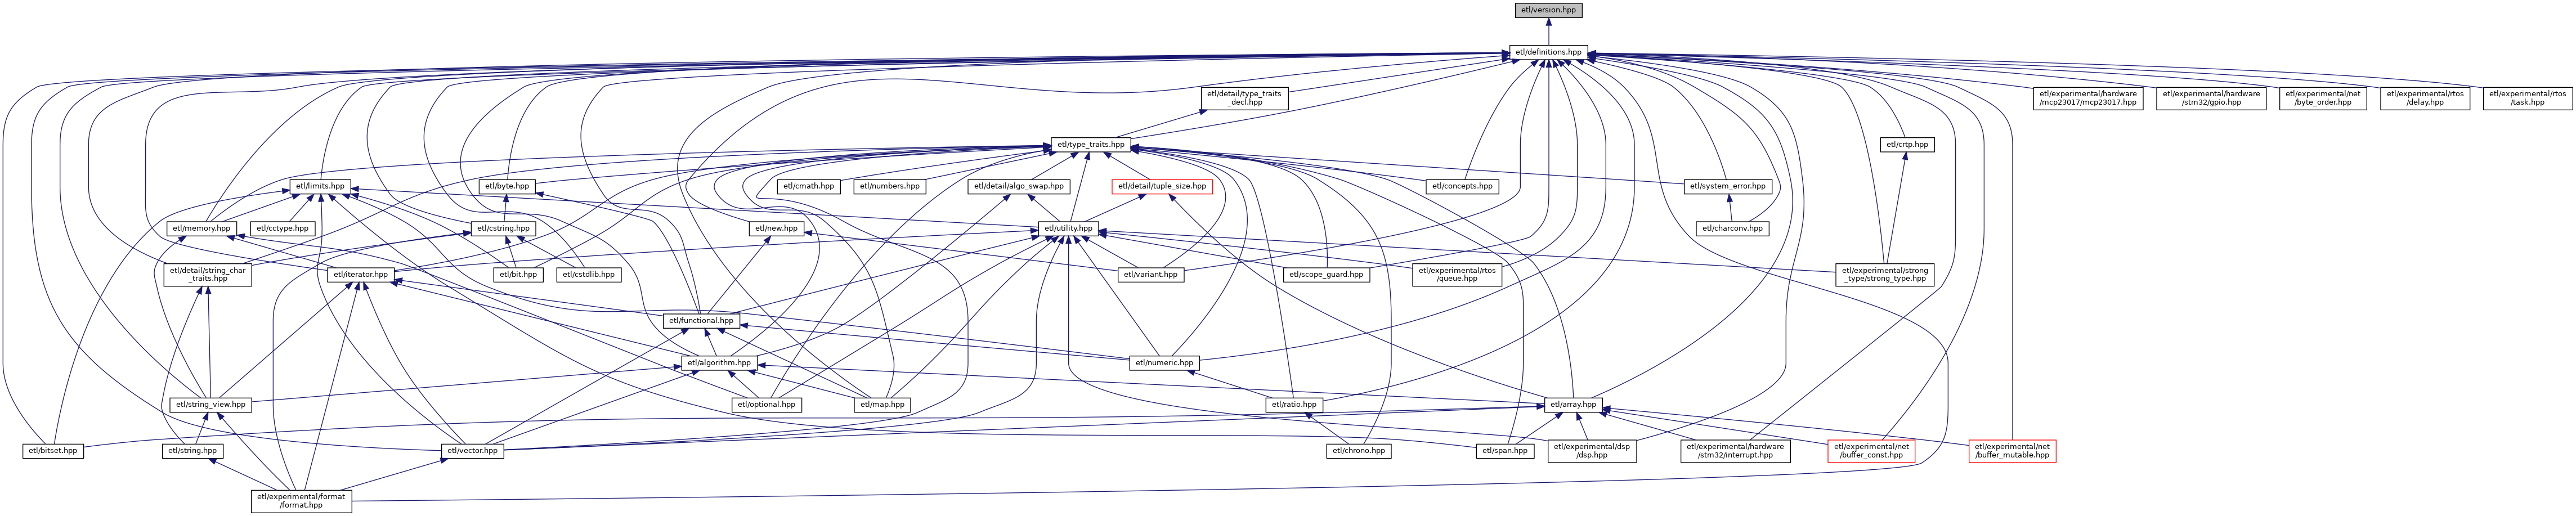 etl/version.hpp
etl/definitions.hpp
etl/detail/type_traits
_decl.hpp
etl/experimental/hardware
/mcp23017/mcp23017.hpp
etl/experimental/hardware
/stm32/gpio.hpp
etl/experimental/net
/byte_order.hpp
etl/experimental/rtos
/delay.hpp
etl/experimental/rtos
/task.hpp
etl/type_traits.hpp
etl/crtp.hpp
etl/limits.hpp
etl/byte.hpp
etl/cmath.hpp
etl/numbers.hpp
etl/detail/algo_swap.hpp
etl/detail/tuple_size.hpp
etl/concepts.hpp
etl/system_error.hpp
etl/memory.hpp
etl/cctype.hpp
etl/cstring.hpp
etl/new.hpp
etl/utility.hpp
etl/charconv.hpp
etl/detail/string_char
_traits.hpp
etl/iterator.hpp
etl/bit.hpp
etl/cstdlib.hpp
etl/variant.hpp
etl/scope_guard.hpp
etl/experimental/rtos
/queue.hpp
etl/experimental/strong
_type/strong_type.hpp
etl/functional.hpp
etl/algorithm.hpp
etl/numeric.hpp
etl/string_view.hpp
etl/optional.hpp
etl/map.hpp
etl/ratio.hpp
etl/array.hpp
etl/bitset.hpp
etl/string.hpp
etl/vector.hpp
etl/chrono.hpp
etl/span.hpp
etl/experimental/dsp
/dsp.hpp
etl/experimental/hardware
/stm32/interrupt.hpp
etl/experimental/net
/buffer_const.hpp
etl/experimental/net
/buffer_mutable.hpp
etl/experimental/format
/format.hpp